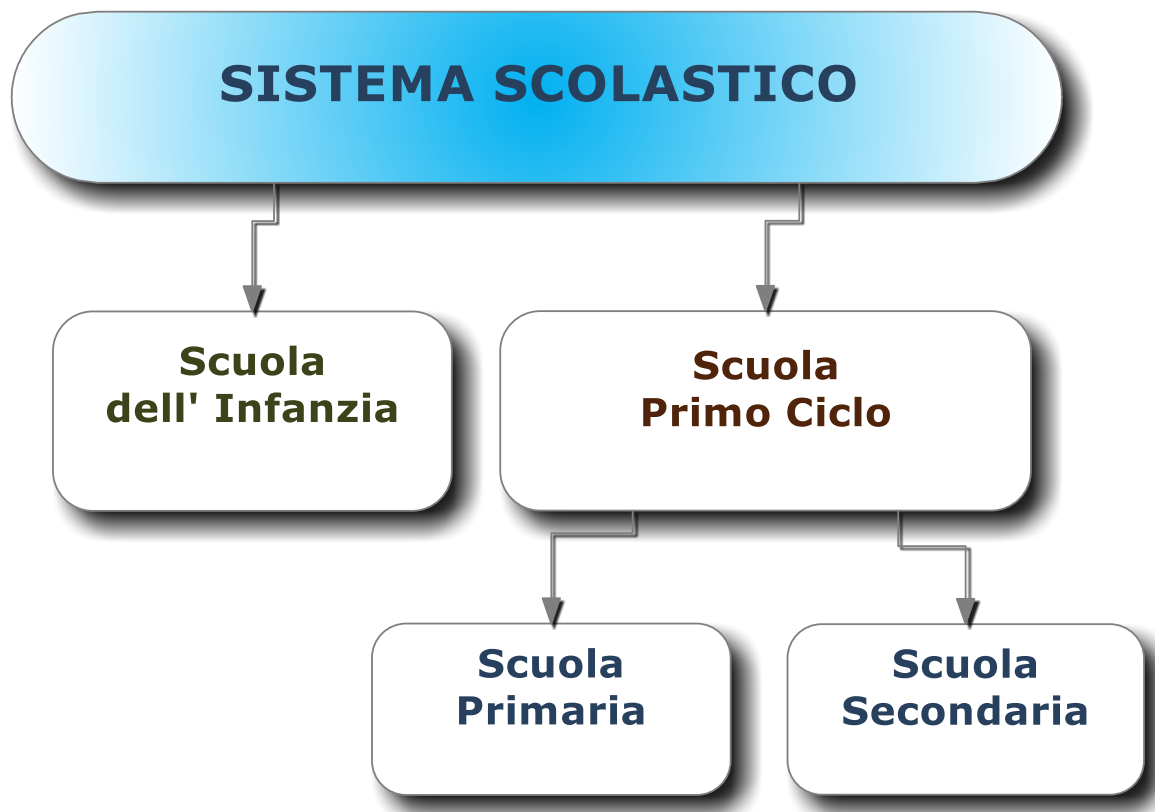 SISTEMA SCOLASTICO
Scuola
dell' Infanzia
Scuola
Primo Ciclo
Scuola
Primaria
Scuola
Secondaria